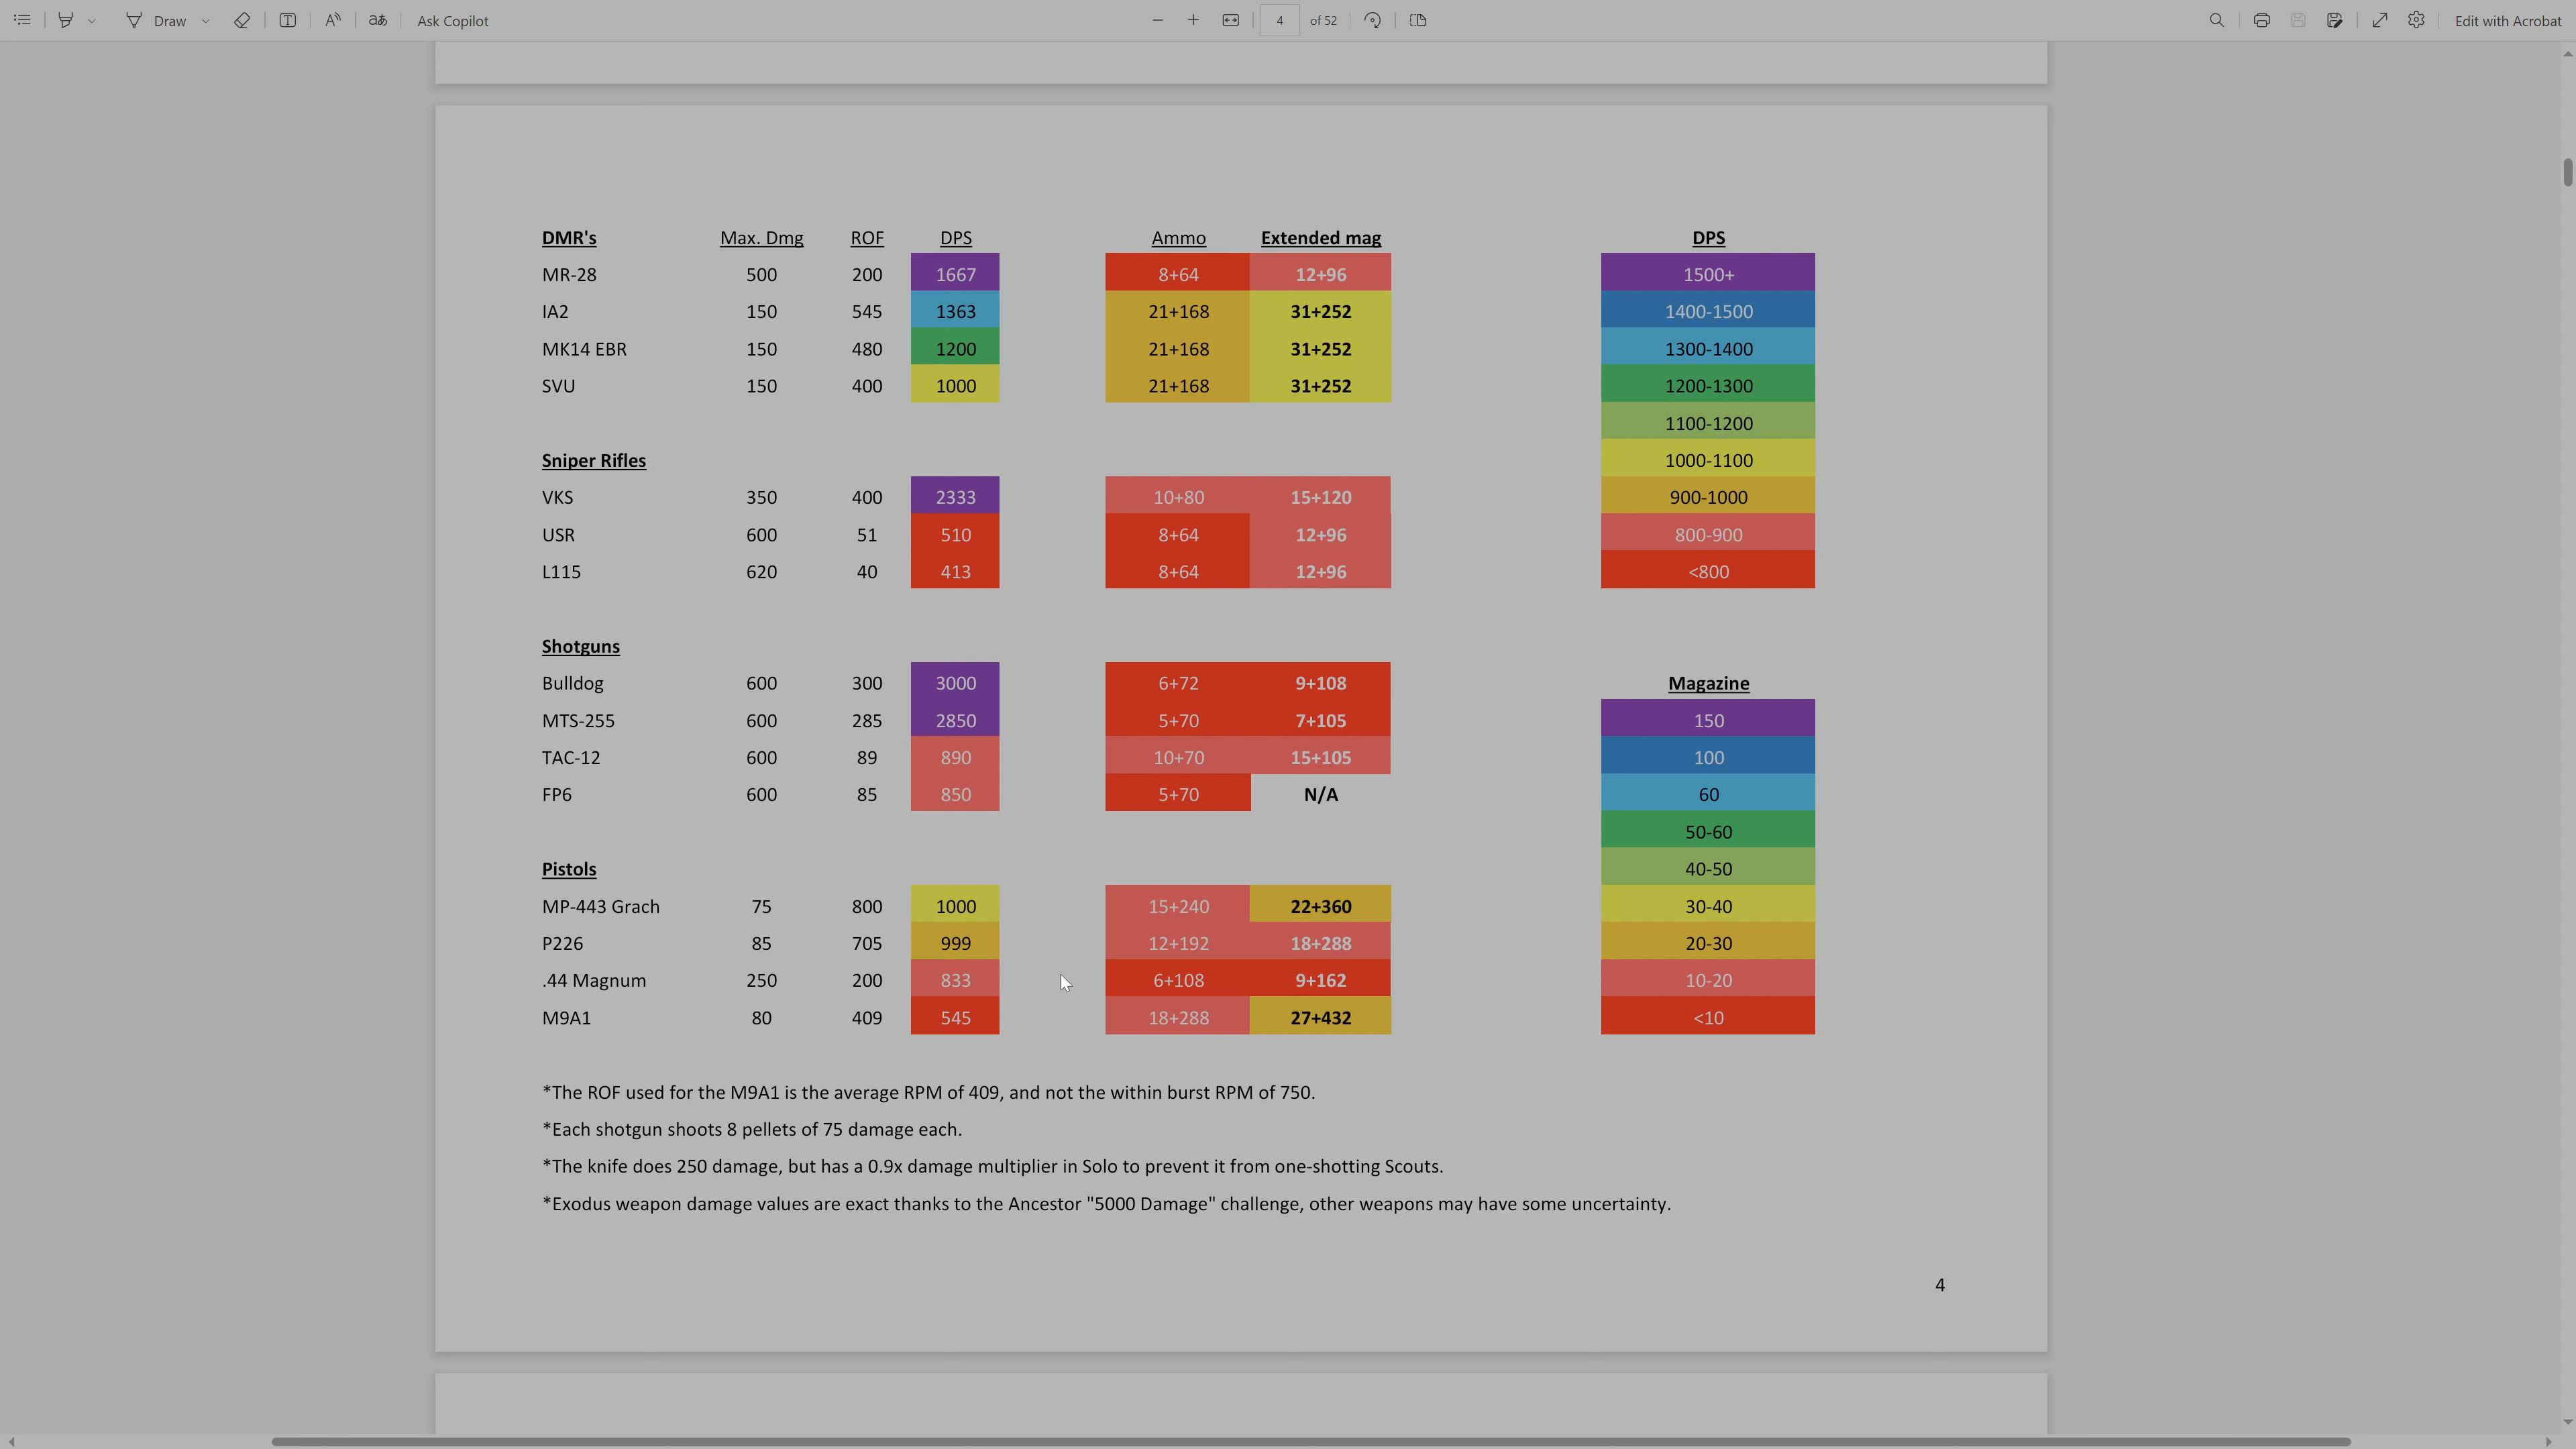 Draw Ask Copilot 4 of 52 Edit with Acrobat
DMR's Max. Dmg ROF DPS Ammo Extended mag DPS
MR-28 500 200 1667 8+64 12+96 1500+
IA2 150 545 1363 21+168 31+252 1400-1500
MK14 EBR 150 480 1200 21+168 31+252 1300-1400
SVU 150 400 1000 21+168 31+252 1200-1300
1100-1200
Sniper Rifles 1000-1100
VKS 350 400 2333 10+80 15+120 900-1000
USR 600 51 510 8+64 12+96 800-900
L115 620 40 413 8+64 12+96 <800
Shotguns
Bulldog 600 300 3000 6+72 9+108 Magazine
MTS-255 600 285 2850 5+70 7+105 150
TAC-12 600 89 890 10+70 15+105 100
FP6 600 85 850 5+70 N/A 60
50-60
Pistols 40-50
MP-443 Grach 75 800 1000 15+240 22+360 30-40
P226 85 705 999 12+192 18+288 20-30
.44 Magnum 250 200 833 6+108 9+162 10-20
M9A1 80 409 545 18+288 27+432 <10
*The ROF used for the M9A1 is the average RPM of 409, and not the within burst RPM of 750.
*Each shotgun shoots 8 pellets of 75 damage each.
*The knife does 250 damage, but has a 0.9x damage multiplier in Solo to prevent it from one-shotting Scouts.
*Exodus weapon damage values are exact thanks to the Ancestor "5000 Damage" challenge, other weapons may have some uncertainty.
4